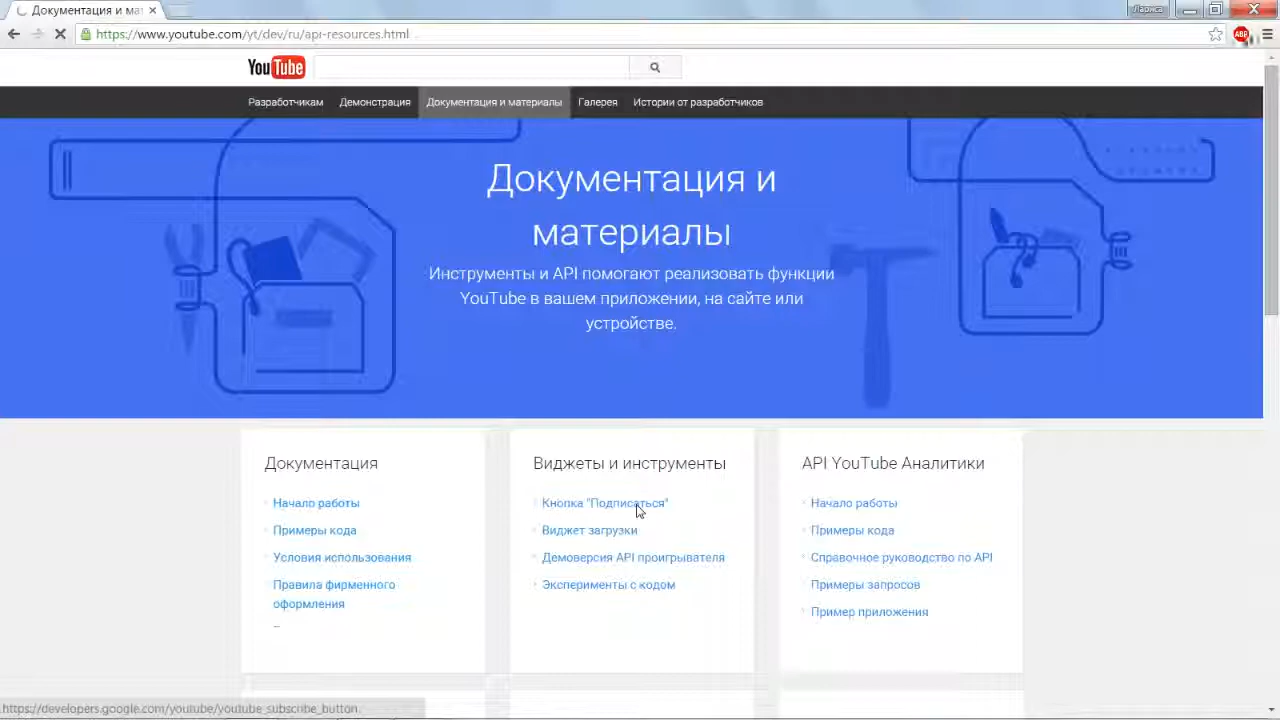 Документация и мат
Лариса
https://www.youtube.com/yt/dev/ru/api-resources.html
ABP
YouTube
Разработчикам Демонстрация Документация и материалы Галерея Истории от разработчиков
Документация и
материалы
Инструменты и API помогают реализовать функции
YouTube в вашем приложении, на сайте или
устройстве.
Документация
Начало работы
Примеры кода
Условия использования
Правила фирменного
оформления
Виджеты и инструменты
Кнопка "Подписаться"
Виджет загрузки
Демоверсия API проигрывателя
Эксперименты с кодом
API YouTube Аналитики
Начало работы
Примеры кода
Справочное руководство по API
Примеры запросов
Пример приложения
https://developers.google.com/youtube/youtube_subscribe_button